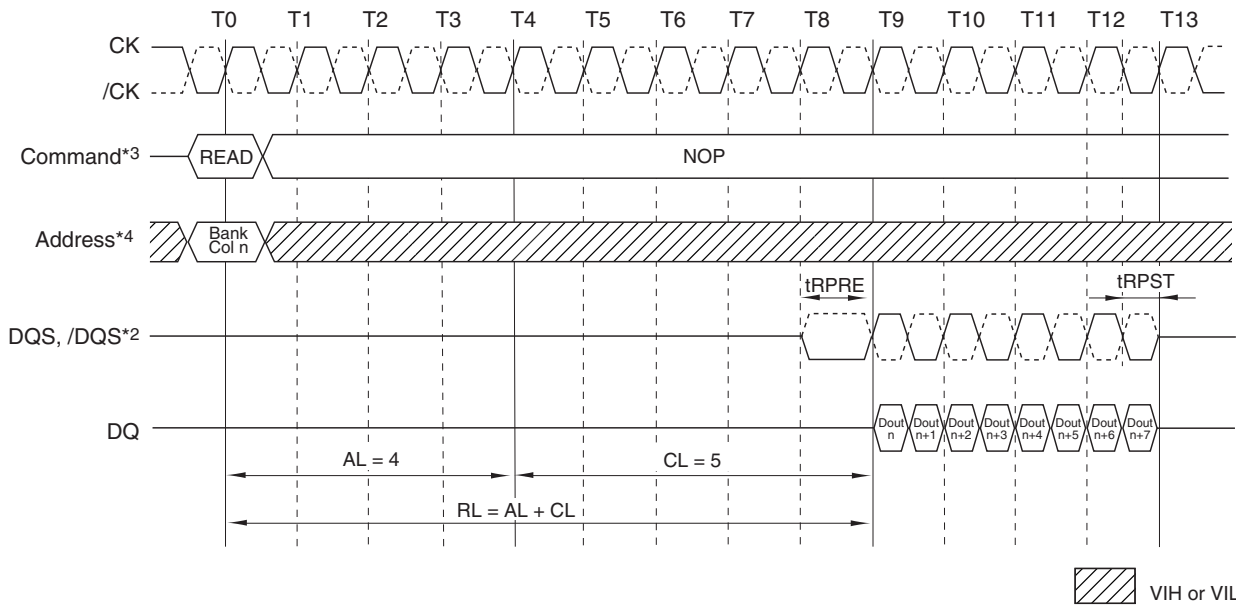 T0 T1 T2 T3 T4 T5 T6 T7 T8 T9 T10 T11 T12 T13
CK
/CK
Command*3 READ NOP
Address*4 Bank
Col n
tRPRE tRPST
DQS, /DQS*2
DQ Dout Dout Dout Dout Dout Dout Dout Dout
n n+1 n+2 n+3 n+4 n+5 n+6 n+7
AL = 4 CL = 5
RL = AL + CL
VIH or VIL